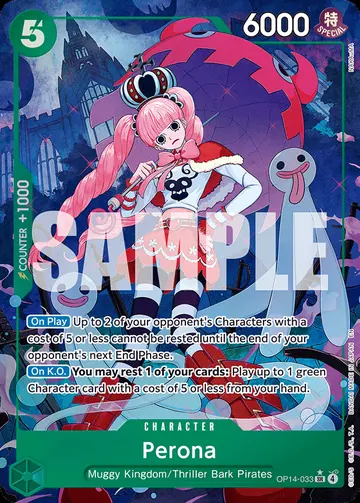 5
6000
特
SPECIAL
COUNTER +1000
SAMPLE
On Play Up to 2 of your opponent's Characters with a
cost of 5 or less cannot be rested until the end of your
opponent's next End Phase.
On K.O. You may rest 1 of your cards: Play up to 1 green
Character card with a cost of 5 or less from your hand.
CHARACTER
Perona
Muggy Kingdom/Thriller Bark Pirates
OP14-033 SR 4